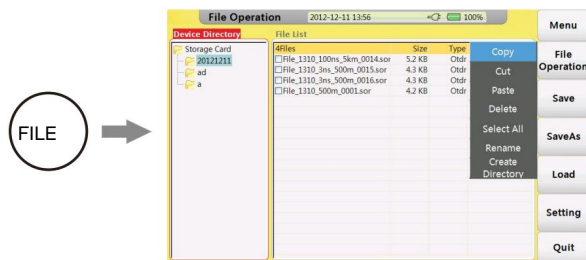 FILE
File Operation 2012-12-11 13:56 100%
Device Directory File List
Storage Card
20121211
ad
a
4Files Size Type
File_1310_100ns_5km_0014.sor 5.2 KB Otdr
File_1310_3ns_500m_0015.sor 4.3 KB Otdr
File_1310_3ns_500m_0016.sor 4.3 KB Otdr
File_1310_500m_0001.sor 4.2 KB Otdr
Copy
Cut
Paste
Delete
Select All
Rename
Create
Directory
Menu
File
Operation
Save
SaveAs
Load
Setting
Quit